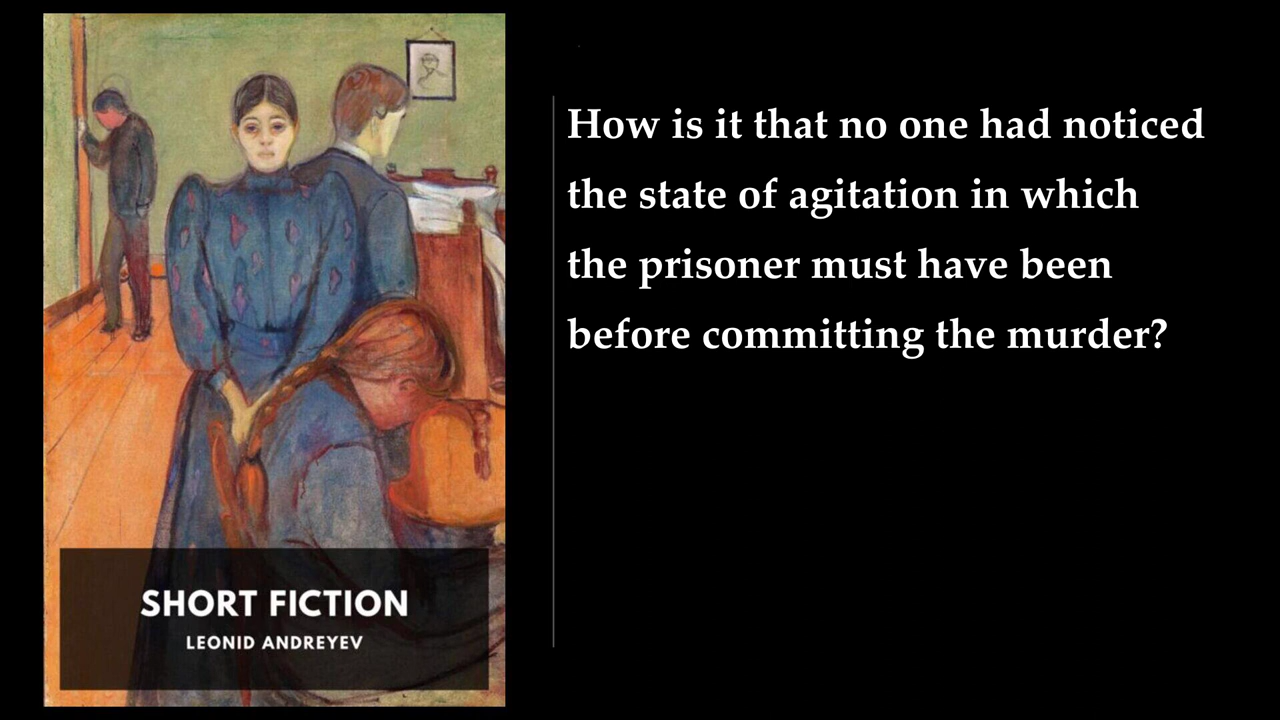 How is it that no one had noticed
the state of agitation in which
the prisoner must have been
before committing the murder?
SHORT FICTION
LEONID ANDREYEV